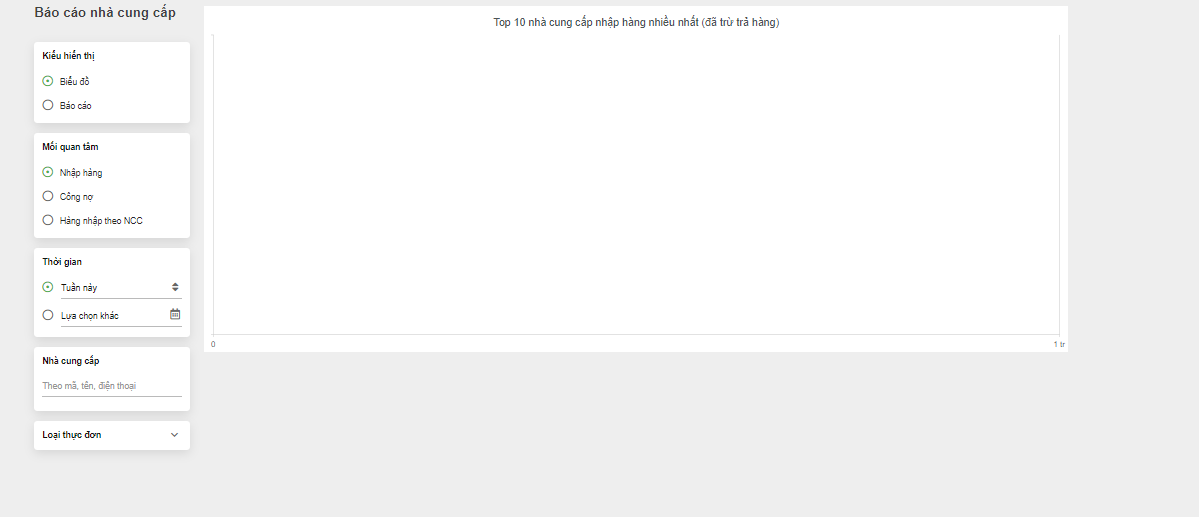 Báo cáo nhà cung cấp
Kiểu hiển thị
Biểu đồ
Báo cáo
Mối quan tâm
Nhập hàng
Công nợ
Hàng nhập theo NCC
Thời gian
Tuần này
Lựa chọn khác
Nhà cung cấp
Theo mã, tên, điện thoại
Loại thực đơn
Top 10 nhà cung cấp nhập hàng nhiều nhất (đã trừ trả hàng)
0
1 tr